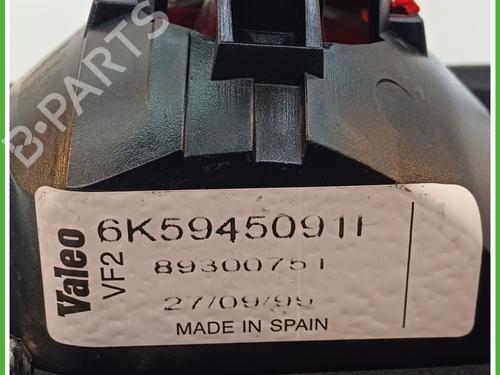 B-PARTS
Valeo
VF2
6K5945091
89300751
27/09/99
MADE IN SPAIN